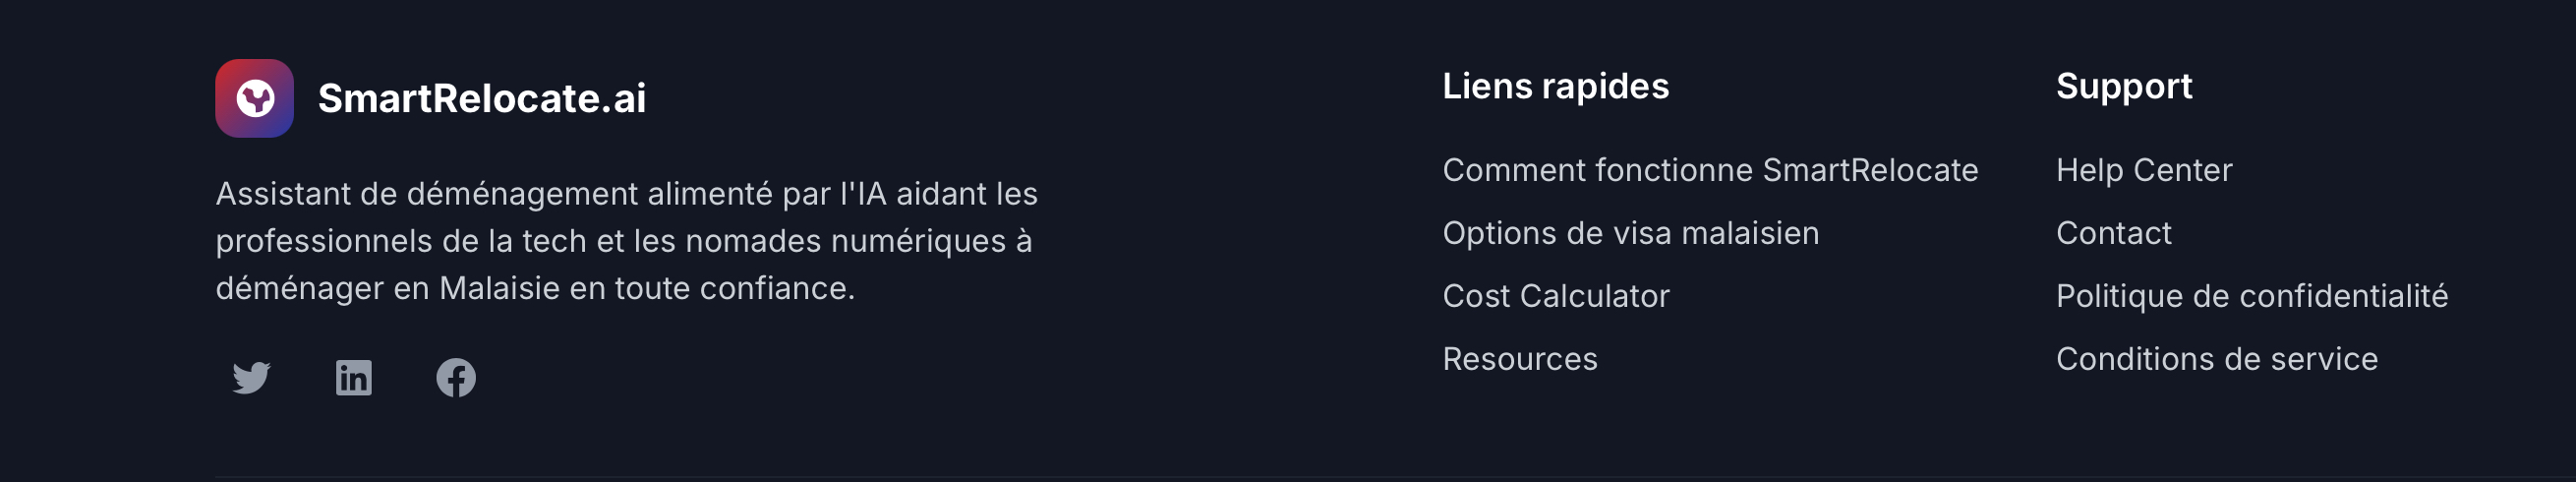 SmartRelocate.ai
Assistant de déménagement alimenté par l'IA aidant les
professionnels de la tech et les nomades numériques à
déménager en Malaisie en toute confiance.
Liens rapides
Comment fonctionne SmartRelocate
Options de visa malaisien
Cost Calculator
Resources
Support
Help Center
Contact
Politique de confidentialité
Conditions de service